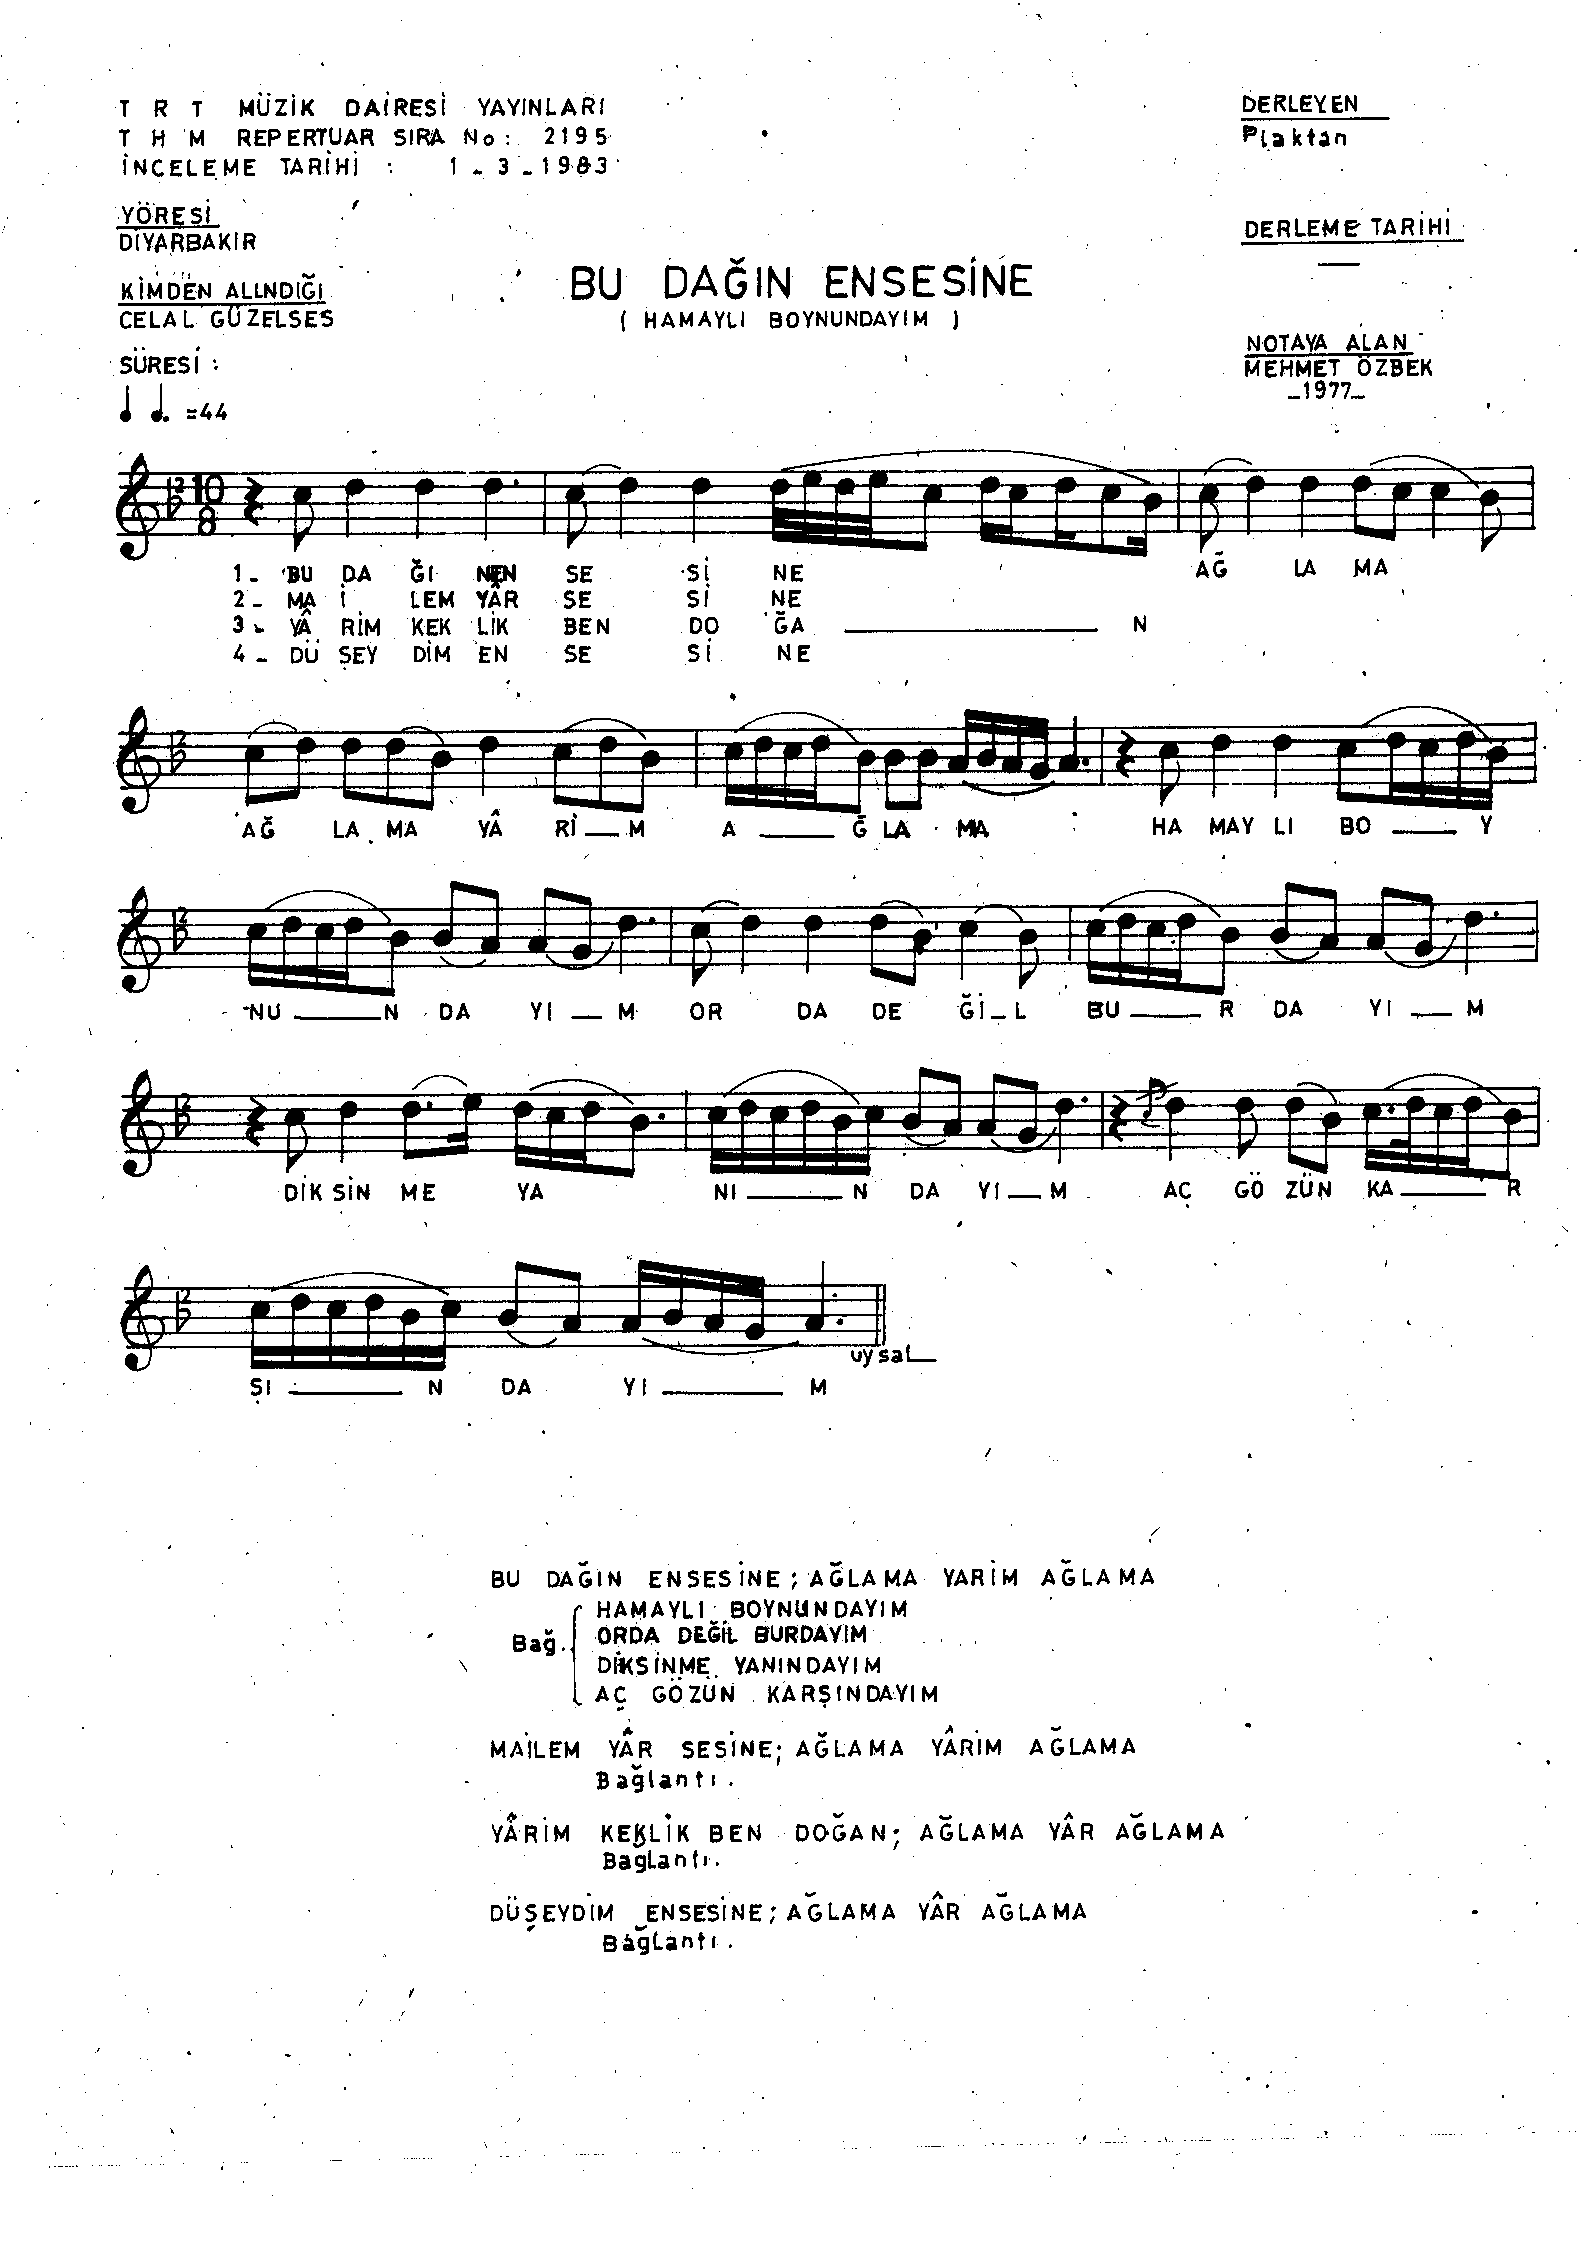 T R T MÜZİK DAİRESİ YAYINLARI
T H M REPERTUAR SIRA No: 2195
İNCELEME TARİHİ : 1-3-1983
DERLEYEN
Plaktan
YÖRESİ
DİYARBAKIR
DERLEME TARİHİ
KİMDEN ALINDIĞI
CELAL GÜZELSES
BU DAĞIN ENSESİNE
( HAMAYLI BOYNUNDAYIM )
SÜRESİ :
=44
NOTAYA ALAN
MEHMET ÖZBEK
-1977-
10
8
1- BU DA ĞI NEN SE Sİ NE AĞ LA MA
2- MA İ LEM YÂR SE Sİ NE
3- YÂ RİM KEK LİK BEN DO ĞA N
4- DÜ ŞEY DİM EN SE Sİ NE
AĞ LA MA YÂ Rİ M A Ğ LA MA HA MAY LI BO Y
NU N DA YI M OR DA DE Ğİ L BU R DA YI M
DİK SİN ME YA NI N DA YI M AÇ GÖ ZÜN KA R
ŞI N DA YI M
uysal
BU DAĞIN ENSESİNE ; AĞLAMA YARİM AĞLAMA
Bağ.
HAMAYLI BOYNUNDAYIM
ORDA DEĞİL BURDAYIM
DİKSİNME YANINDAYIM
AÇ GÖZÜN KARŞINDAYIM
MAİLEM YÂR SESİNE; AĞLAMA YÂRİM AĞLAMA
Bağlantı.
YÂRİM KEKLİK BEN DOĞAN; AĞLAMA YÂR AĞLAMA
Bağlantı.
DÜŞEYDİM ENSESİNE; AĞLAMA YÂR AĞLAMA
Bağlantı.